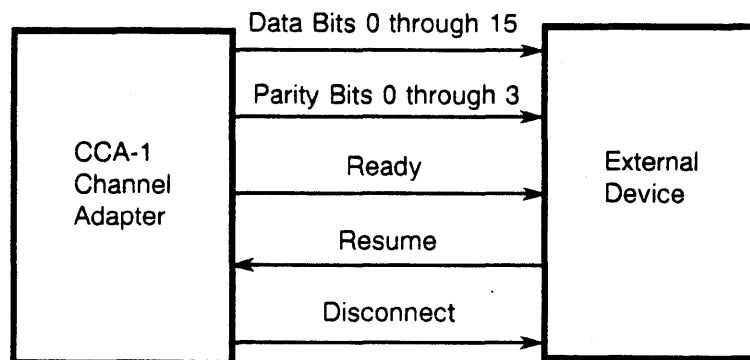 Data Bits 0 through 15
Parity Bits 0 through 3
CCA-1
Channel
Adapter
Ready
Resume
Disconnect
External
Device